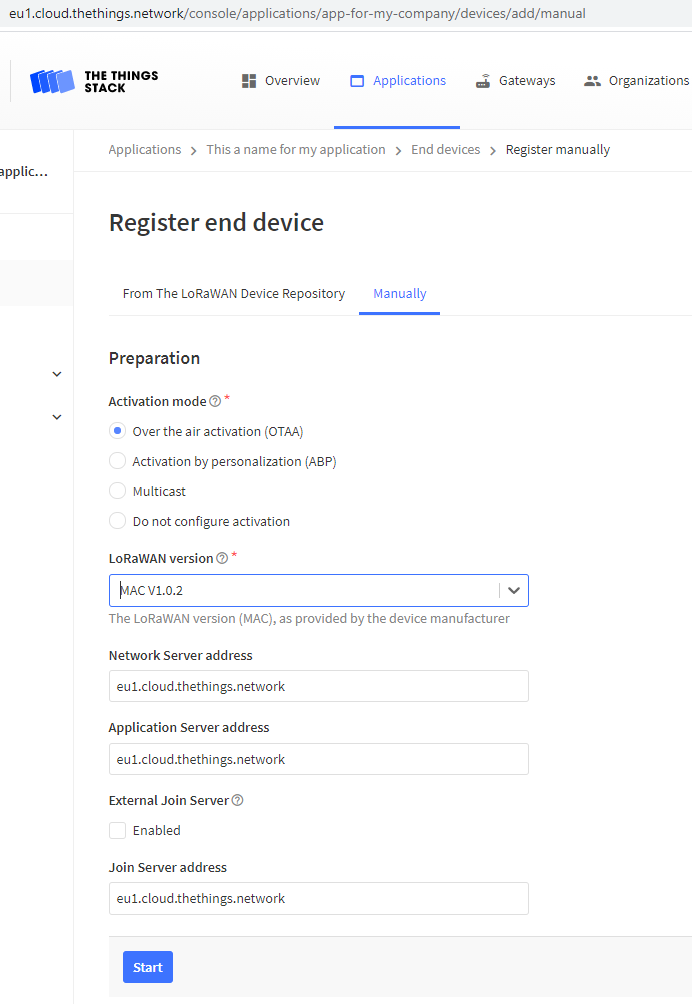 eu1.cloud.thethings.network/console/applications/app-for-my-company/devices/add/manual
THE THINGS
STACK
Overview
Applications
Gateways
Organizations
applic...
Applications > This a name for my application > End devices > Register manually
Register end device
From The LoRaWAN Device Repository
Manually
Preparation
Activation mode *
Over the air activation (OTAA)
Activation by personalization (ABP)
Multicast
Do not configure activation
LoRaWAN version *
MAC V1.0.2
The LoRaWAN version (MAC), as provided by the device manufacturer
Network Server address
eu1.cloud.thethings.network
Application Server address
eu1.cloud.thethings.network
External Join Server
Enabled
Join Server address
eu1.cloud.thethings.network
Start